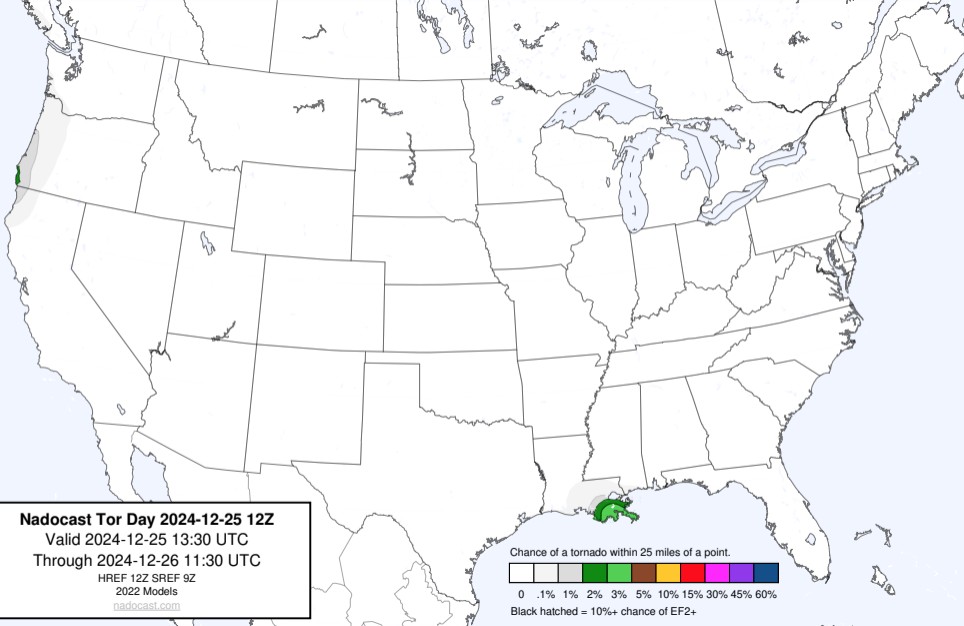 Nadocast Tor Day 2024-12-25 12Z
Valid 2024-12-25 13:30 UTC
Through 2024-12-26 11:30 UTC
HREF 12Z SREF 9Z
2022 Models
nadocast.com
Chance of a tornado within 25 miles of a point.
0 .1% 1% 2% 3% 5% 10% 15% 30% 45% 60%
Black hatched = 10%+ chance of EF2+